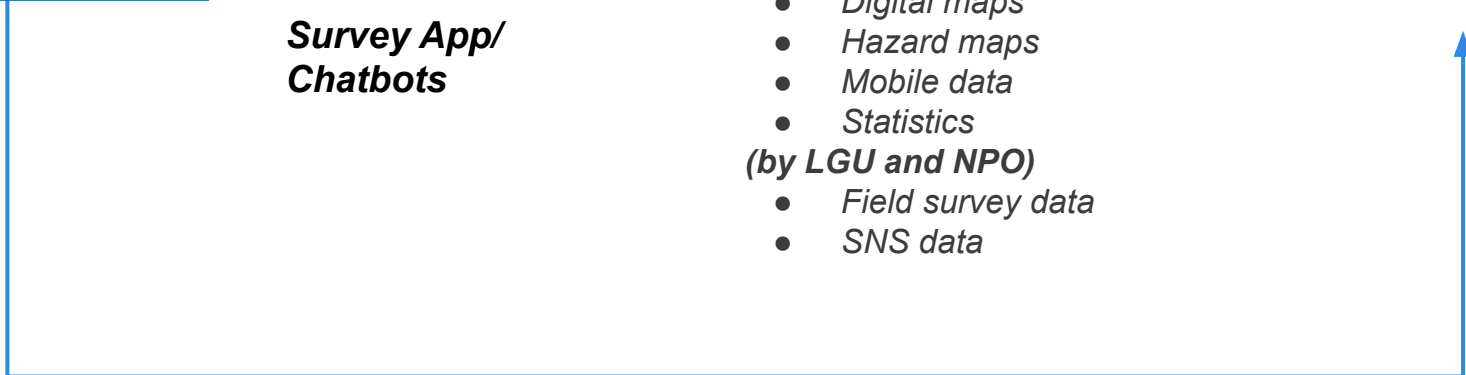 Survey App/
Chatbots
● Digital maps
● Hazard maps
● Mobile data
● Statistics
(by LGU and NPO)
● Field survey data
● SNS data